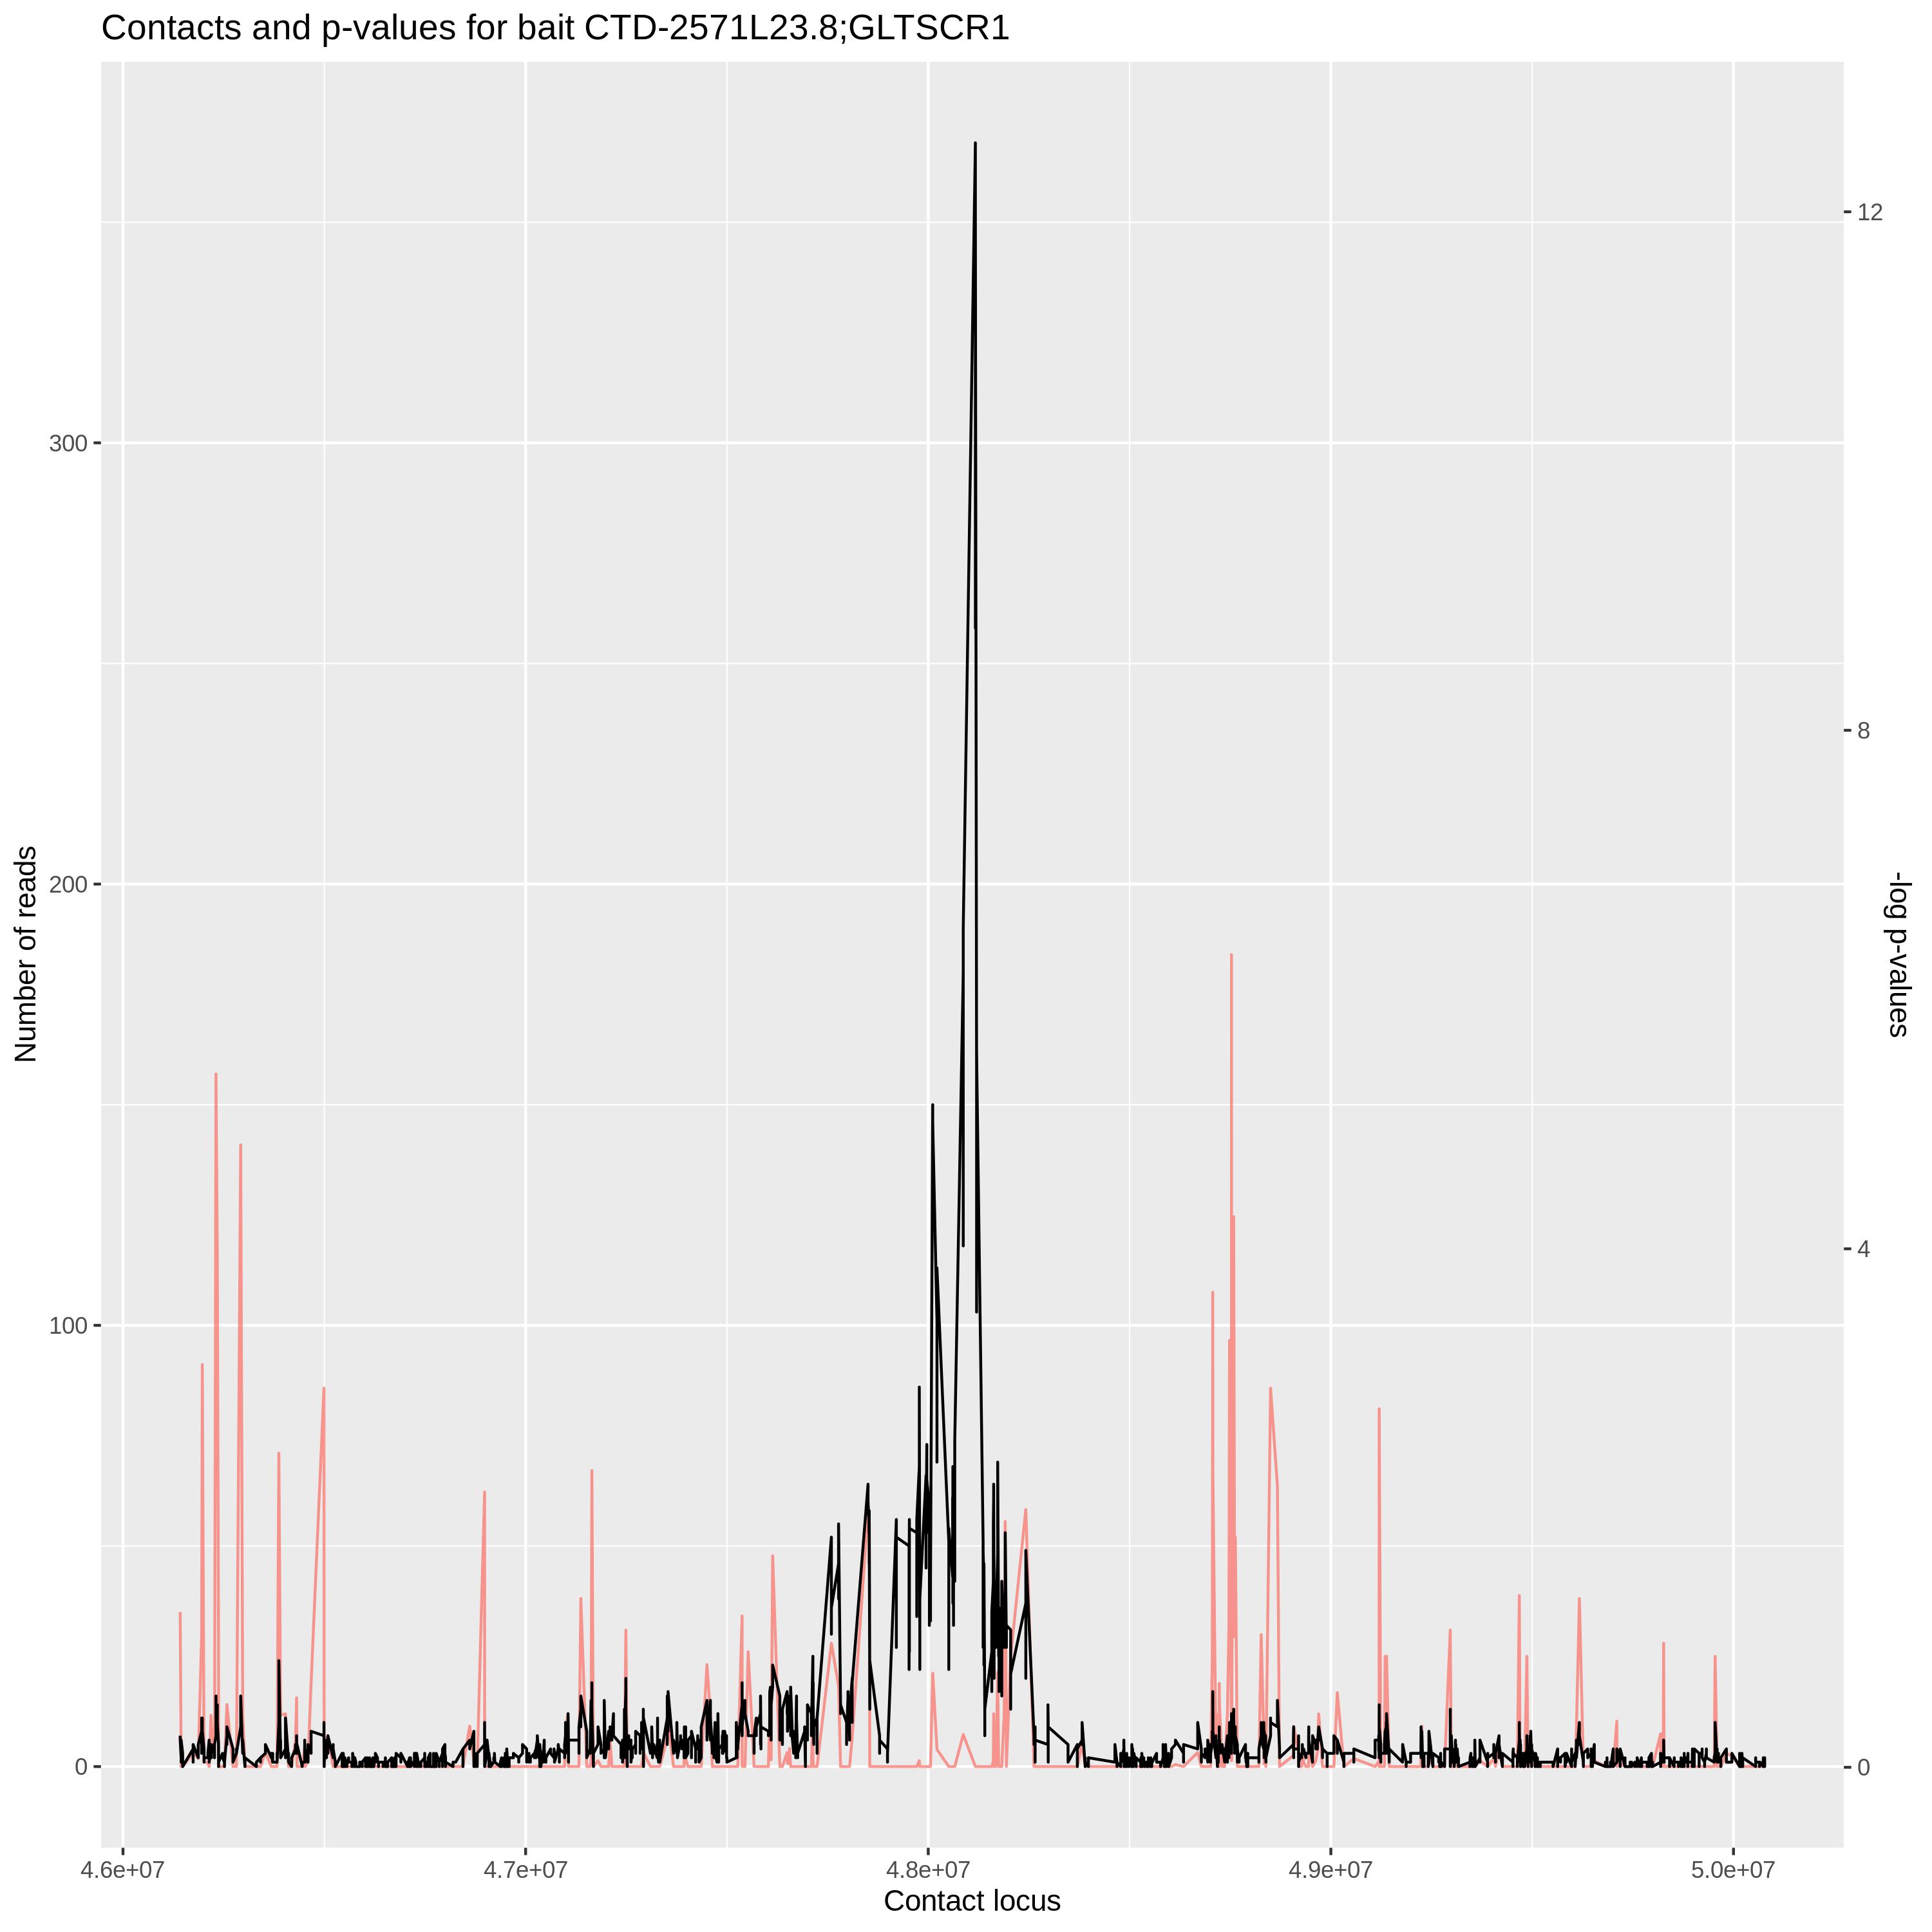 Contacts and p-values for bait CTD-2571L23.8;GLTSCR1
12
300
8
200
Number of reads
-log p-values
4
100
0
0
4.6e+07 4.7e+07 4.8e+07 4.9e+07 5.0e+07
Contact locus